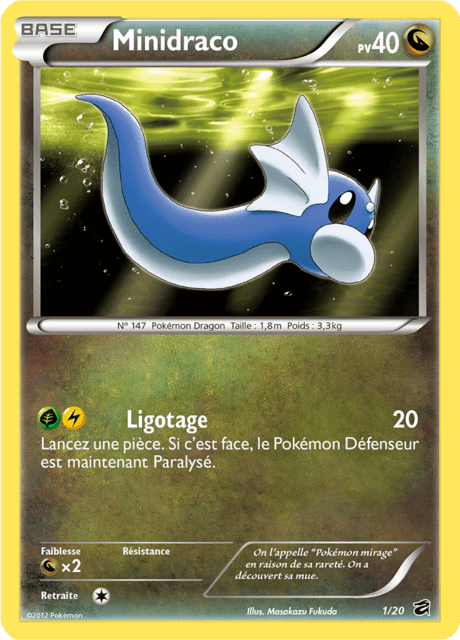 BASE
Minidraco
PV40
N° 147 Pokémon Dragon Taille : 1,8m Poids : 3,3kg
Ligotage 20
Lancez une pièce. Si c'est face, le Pokémon Défenseur
est maintenant Paralysé.
Faiblesse Résistance
×2
Retraite
On l'appelle "Pokémon mirage"
en raison de sa rareté. On a
découvert sa mue.
Illus. Masakazu Fukuda 1/20
©2012 Pokémon